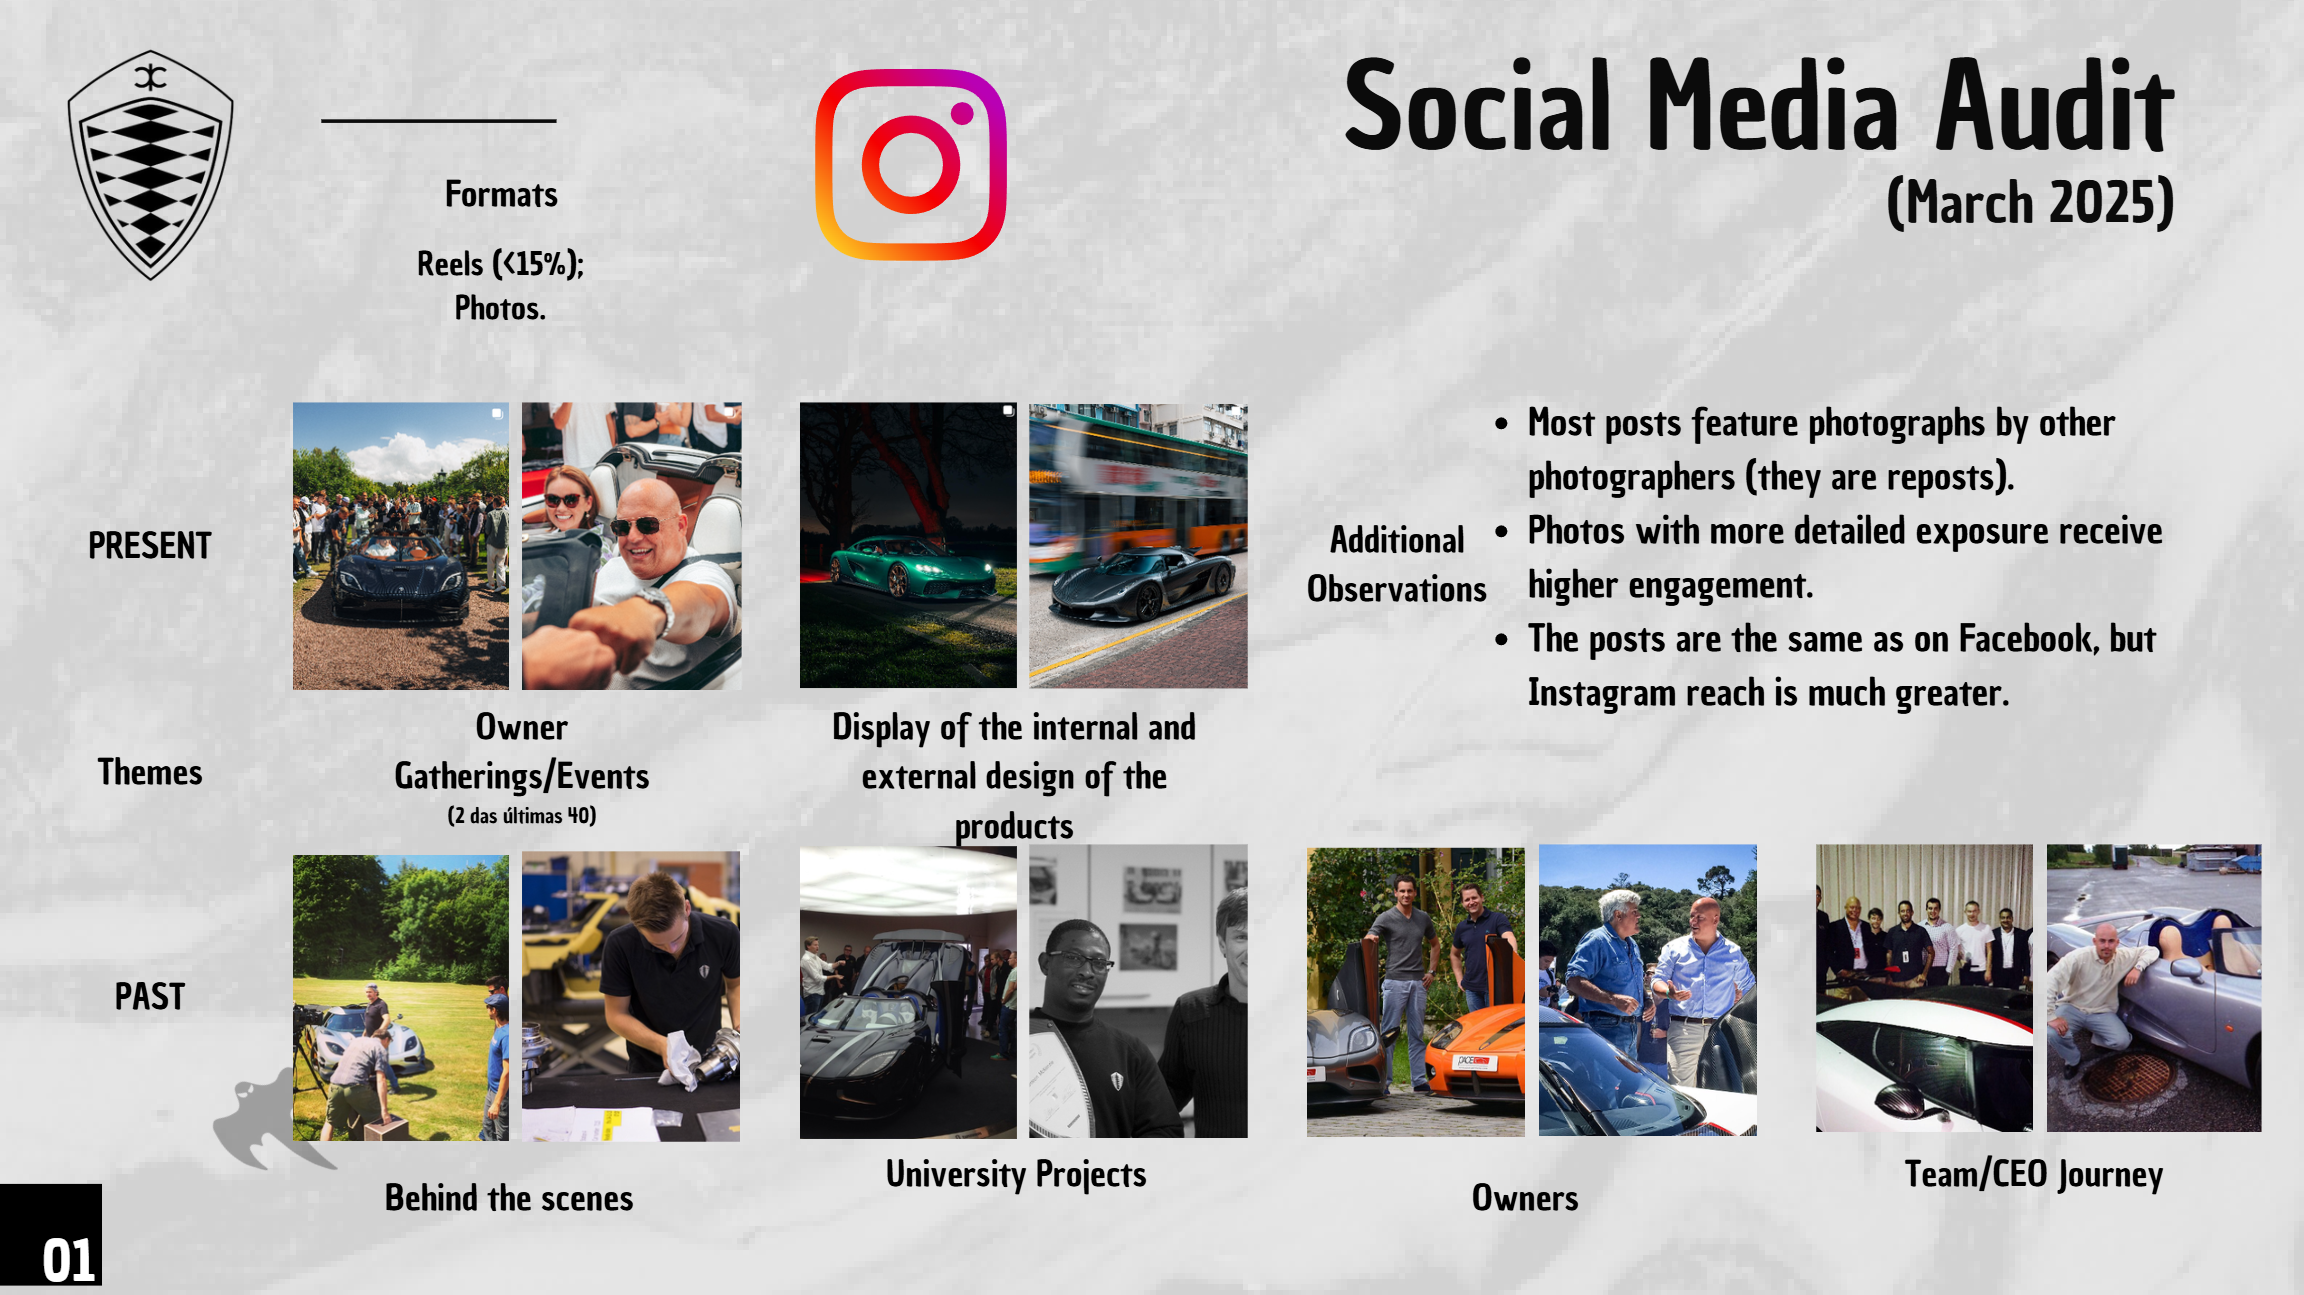 Social Media Audit
(March 2025)
Formats
Reels (<15%);
Photos.
PRESENT
Additional
Observations
• Most posts feature photographs by other
photographers (they are reposts).
• Photos with more detailed exposure receive
higher engagement.
• The posts are the same as on Facebook, but
Instagram reach is much greater.
Themes
Owner
Gatherings/Events
(2 das últimas 40)
Display of the internal and
external design of the
products
PAST
Behind the scenes
University Projects
Owners
Team/CEO Journey
01